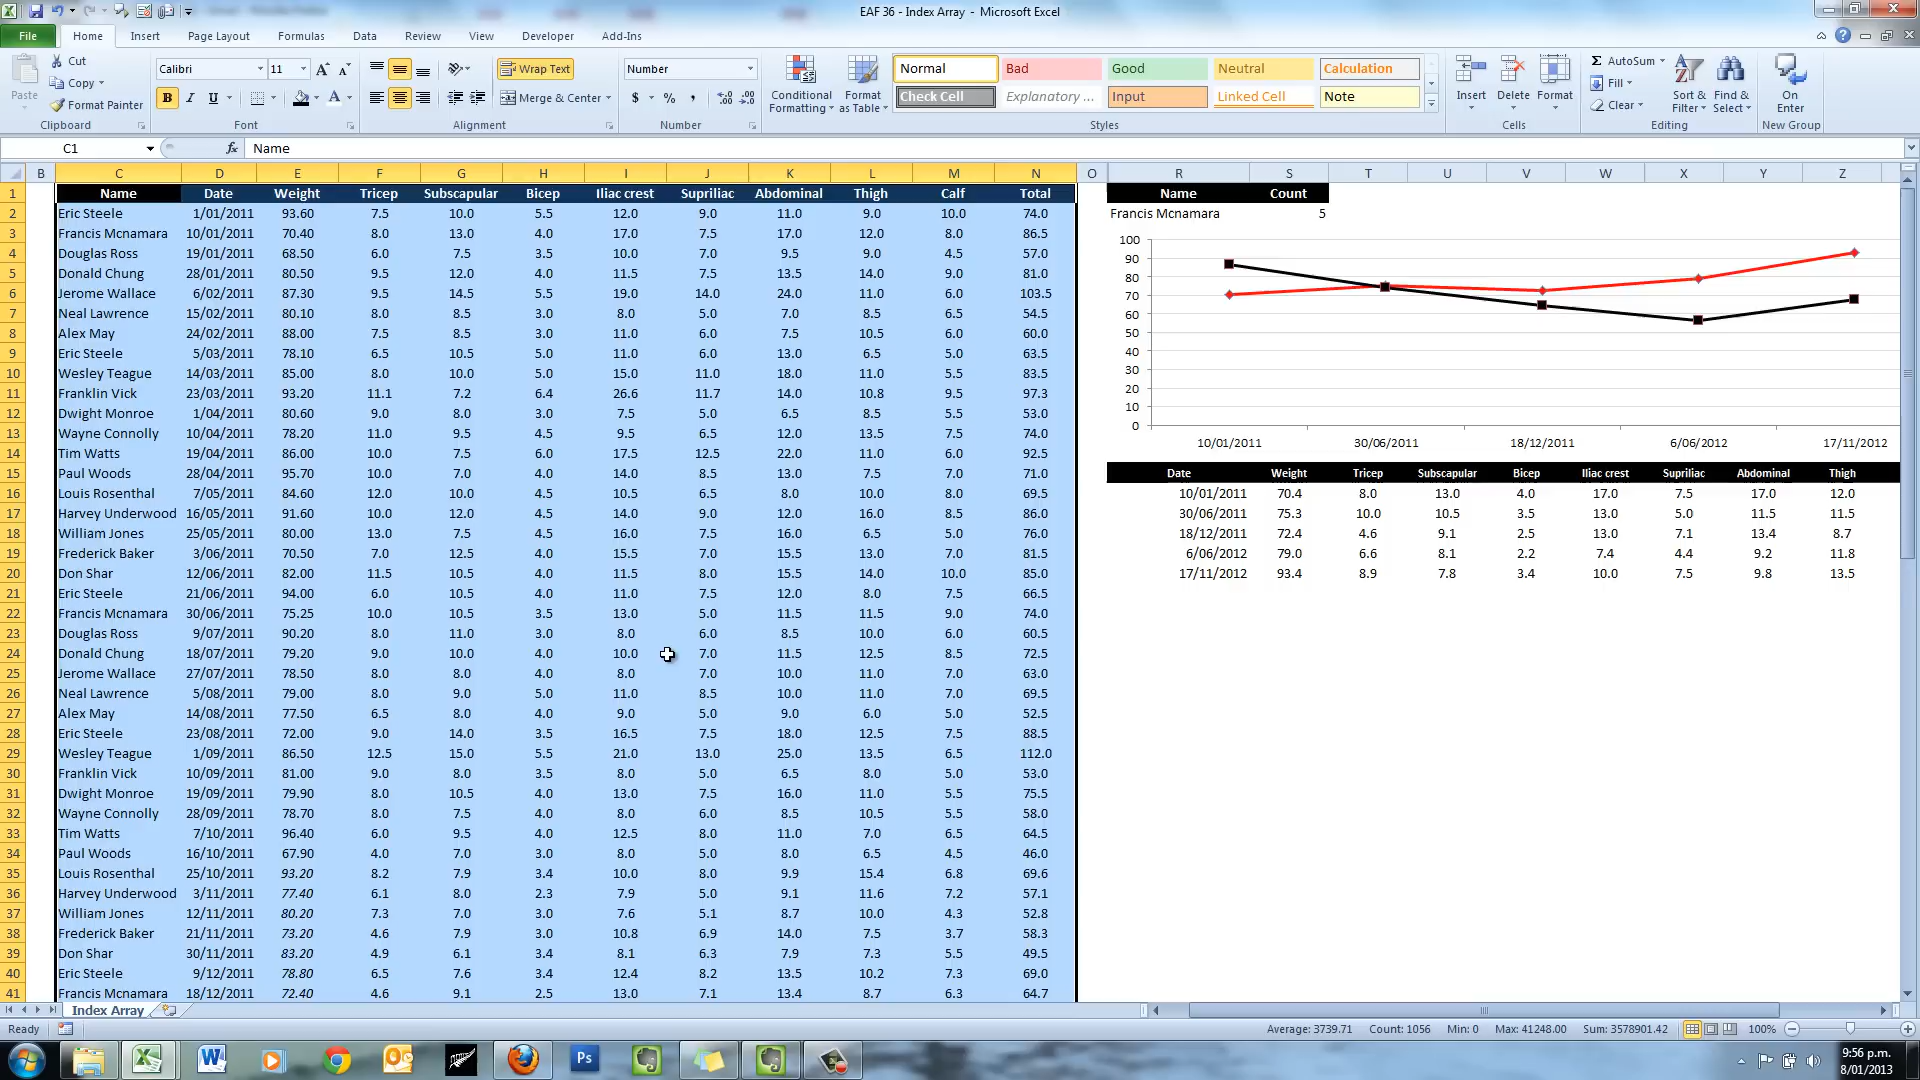 EAF 36 - Index Array - Microsoft Excel
File Home Insert Page Layout Formulas Data Review View Developer Add-Ins
Paste Cut Calibri 11 Wrap Text Number Conditional Formatting Format as Table Normal Bad Good Neutral Calculation Insert Delete Format AutoSum Sort & Filter Find & Select On Enter
Copy Merge & Center $ % , Check Cell Explanatory ... Input Linked Cell Note Fill
Format Painter B I U A Clear
Clipboard Font Alignment Number Styles Cells Editing New Group
C1 fx Name
B C D E F G H I J K L M N O R S T U V W X Y Z
1 Name Date Weight Tricep Subscapular Bicep Iliac crest Supriliac Abdominal Thigh Calf Total
2 Eric Steele 1/01/2011 93.60 7.5 10.0 5.5 12.0 9.0 11.0 9.0 10.0 74.0
3 Francis Mcnamara 10/01/2011 70.40 8.0 13.0 4.0 17.0 7.5 17.0 12.0 8.0 86.5
4 Douglas Ross 19/01/2011 68.50 6.0 7.5 3.5 10.0 7.0 9.5 9.0 4.5 57.0
5 Donald Chung 28/01/2011 80.50 9.5 12.0 4.0 11.5 7.5 13.5 14.0 9.0 81.0
6 Jerome Wallace 6/02/2011 87.30 9.5 14.5 5.5 19.0 14.0 24.0 11.0 6.0 103.5
7 Neal Lawrence 15/02/2011 80.10 8.0 8.5 3.0 8.0 5.0 7.0 8.5 6.5 54.5
8 Alex May 24/02/2011 88.00 7.5 8.5 3.0 11.0 6.0 7.5 10.5 6.0 60.0
9 Eric Steele 5/03/2011 78.10 6.5 10.5 5.0 11.0 6.0 13.0 6.5 5.0 63.5
10 Wesley Teague 14/03/2011 85.00 8.0 10.0 5.0 15.0 11.0 18.0 11.0 5.5 83.5
11 Franklin Vick 23/03/2011 93.20 11.1 7.2 6.4 26.6 11.7 14.0 10.8 9.5 97.3
12 Dwight Monroe 1/04/2011 80.60 9.0 8.0 3.0 7.5 5.0 6.5 8.5 5.5 53.0
13 Wayne Connolly 10/04/2011 78.20 11.0 9.5 4.5 9.5 6.5 12.0 13.5 7.5 74.0
14 Tim Watts 19/04/2011 86.00 10.0 7.5 6.0 17.5 12.5 22.0 11.0 6.0 92.5
15 Paul Woods 28/04/2011 95.70 10.0 7.0 4.0 14.0 8.5 13.0 7.5 7.0 71.0
16 Louis Rosenthal 7/05/2011 84.60 12.0 10.0 4.5 10.5 6.5 8.0 10.0 8.0 69.5
17 Harvey Underwood 16/05/2011 91.60 10.0 12.0 4.5 14.0 9.0 12.0 16.0 8.5 86.0
18 William Jones 25/05/2011 80.00 13.0 7.5 4.5 16.0 7.5 16.0 6.5 5.0 76.0
19 Frederick Baker 3/06/2011 70.50 7.0 12.5 4.0 15.5 7.0 15.5 13.0 7.0 81.5
20 Don Shar 12/06/2011 82.00 11.5 10.5 4.0 11.5 8.0 15.5 14.0 10.0 85.0
21 Eric Steele 21/06/2011 94.00 6.0 10.5 4.0 11.0 7.5 12.0 8.0 7.5 66.5
22 Francis Mcnamara 30/06/2011 75.25 10.0 10.5 3.5 13.0 5.0 11.5 11.5 9.0 74.0
23 Douglas Ross 9/07/2011 90.20 8.0 11.0 3.0 8.0 6.0 8.5 10.0 6.0 60.5
24 Donald Chung 18/07/2011 79.20 9.0 10.0 4.0 10.0 7.0 11.5 12.5 8.5 72.5
25 Jerome Wallace 27/07/2011 78.50 8.0 8.0 4.0 8.0 7.0 10.0 11.0 7.0 63.0
26 Neal Lawrence 5/08/2011 79.00 8.0 9.0 5.0 11.0 8.5 10.0 11.0 7.0 69.5
27 Alex May 14/08/2011 77.50 6.5 8.0 4.0 9.0 5.0 9.0 6.0 5.0 52.5
28 Eric Steele 23/08/2011 72.00 9.0 14.0 3.5 16.5 7.5 18.0 12.5 7.5 88.5
29 Wesley Teague 1/09/2011 86.50 12.5 15.0 5.5 21.0 13.0 25.0 13.5 6.5 112.0
30 Franklin Vick 10/09/2011 81.00 9.0 8.0 3.5 8.0 5.0 6.5 8.0 5.0 53.0
31 Dwight Monroe 19/09/2011 79.90 8.0 10.5 4.0 13.0 7.5 16.0 11.0 5.5 75.5
32 Wayne Connolly 28/09/2011 78.70 8.0 7.5 4.0 8.0 6.0 8.5 10.5 5.5 58.0
33 Tim Watts 7/10/2011 96.40 6.0 9.5 4.0 12.5 8.0 11.0 7.0 6.5 64.5
34 Paul Woods 16/10/2011 67.90 4.0 7.0 3.0 8.0 5.0 8.0 6.5 4.5 46.0
35 Louis Rosenthal 25/10/2011 93.20 8.2 7.9 3.4 10.0 8.0 9.9 15.4 6.8 69.6
36 Harvey Underwood 3/11/2011 77.40 6.1 8.0 2.3 7.9 5.0 9.1 11.6 7.2 57.1
37 William Jones 12/11/2011 80.20 7.3 7.0 3.0 7.6 5.1 8.7 10.0 4.3 52.8
38 Frederick Baker 21/11/2011 73.20 4.6 7.9 3.0 10.8 6.9 14.0 7.5 3.7 58.3
39 Don Shar 30/11/2011 83.20 4.9 6.1 3.4 8.1 6.3 7.9 7.3 5.5 49.5
40 Eric Steele 9/12/2011 78.80 6.5 7.6 3.4 12.4 8.2 13.5 10.2 7.3 69.0
41 Francis Mcnamara 18/12/2011 72.40 4.6 9.1 2.5 13.0 7.1 13.4 8.7 6.3 64.7
Name Count
Francis Mcnamara 5
100
90
80
70
60
50
40
30
20
10
0
10/01/2011 30/06/2011 18/12/2011 6/06/2012 17/11/2012
Date Weight Tricep Subscapular Bicep Iliac crest Supriliac Abdominal Thigh
10/01/2011 70.4 8.0 13.0 4.0 17.0 7.5 17.0 12.0
30/06/2011 75.3 10.0 10.5 3.5 13.0 5.0 11.5 11.5
18/12/2011 72.4 4.6 9.1 2.5 13.0 7.1 13.4 8.7
6/06/2012 79.0 6.6 8.1 2.2 7.4 4.4 9.2 11.8
17/11/2012 93.4 8.9 7.8 3.4 10.0 7.5 9.8 13.5
Index Array
Ready Average: 3739.71 Count: 1056 Min: 0 Max: 41248.00 Sum: 3578901.42 100%
Ps
9:56 p.m.
8/01/2013